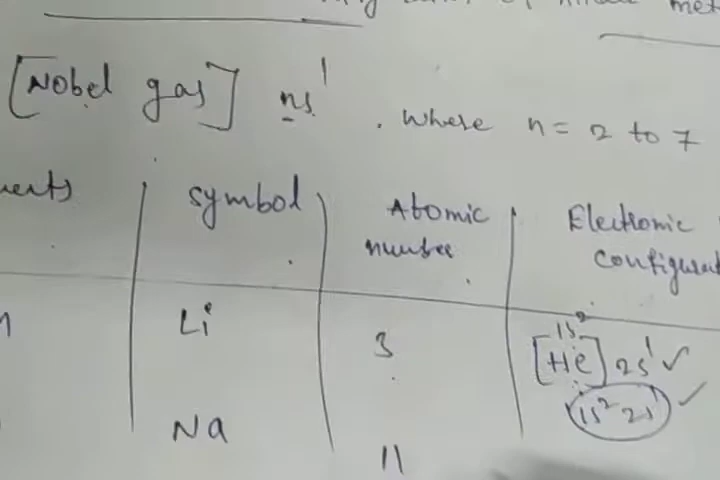 [Nobel gas] ns¹ . where n = 2 to 7
symbol Atomic number Electronic
Li 3 1s² [He] 2s¹ ✓
1s² 2s¹ ✓
Na 11